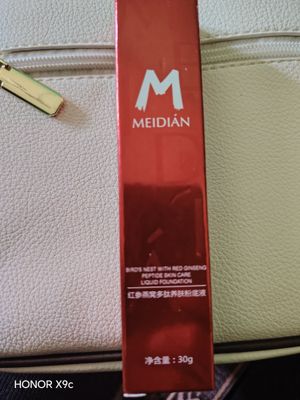 M
MEIDIÁN
BIRD'S NEST WITH RED GINSENG
PEPTIDE SKIN CARE
LIQUID FOUNDATION
红参燕窝多肽养肤粉底液
净含量：30g
HONOR X9c